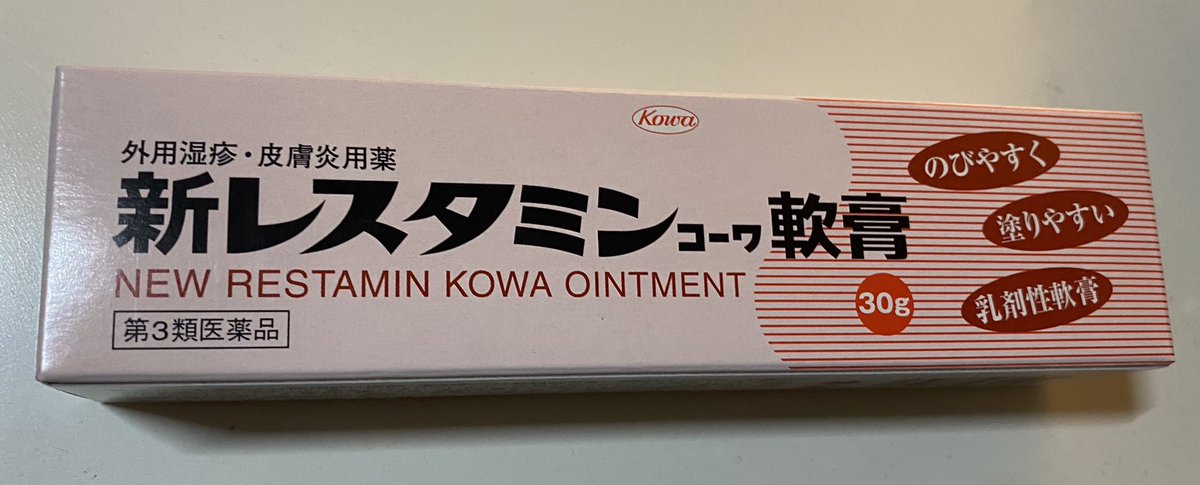 Kowa
外用湿疹・皮膚炎用薬
新レスタミンコーワ軟膏
NEW RESTAMIN KOWA OINTMENT
第3類医薬品
30g
のびやすく
塗りやすい
乳剤性軟膏